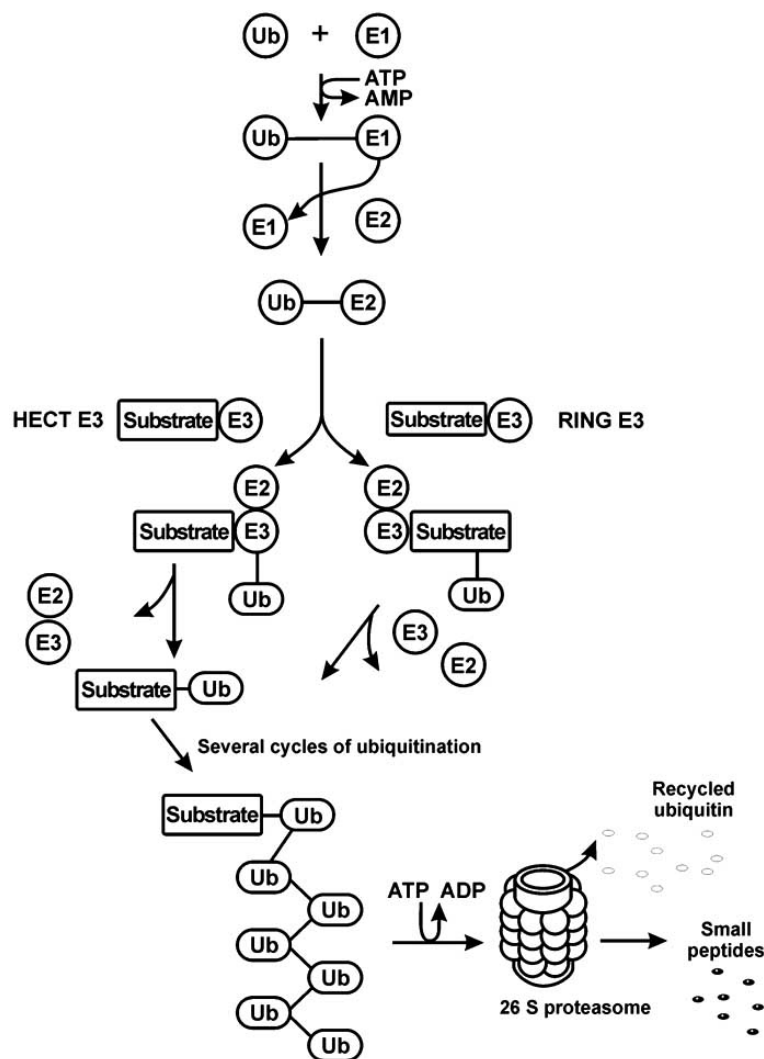 Ub + E1
ATP
AMP
Ub E1
E1 E2
Ub E2
HECT E3 Substrate E3 Substrate E3 RING E3
E2 E2
Substrate E3 E3 Substrate
Ub Ub
E2
E3
E3
E2
Substrate Ub
Several cycles of ubiquitination
Recycled
ubiquitin
Substrate Ub
Ub
ATP ADP
Ub
Ub
Small
peptides
Ub
Ub
26 S proteasome
Ub